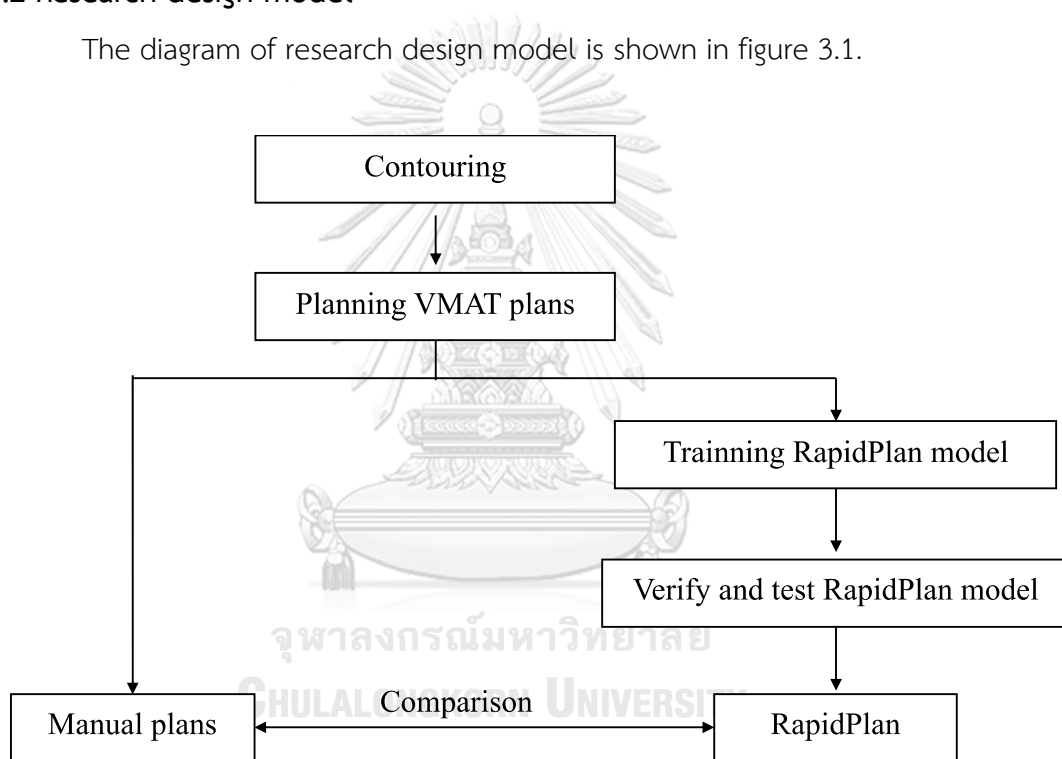 .2 Research design model
The diagram of research design model is shown in figure 3.1.
Contouring
Planning VMAT plans
Trainning RapidPlan model
Verify and test RapidPlan model
จุฬาลงกรณ์มหาวิทยาลัย
CHULALONGKORN UNIVERSITY
Manual plans
Comparison
RapidPlan